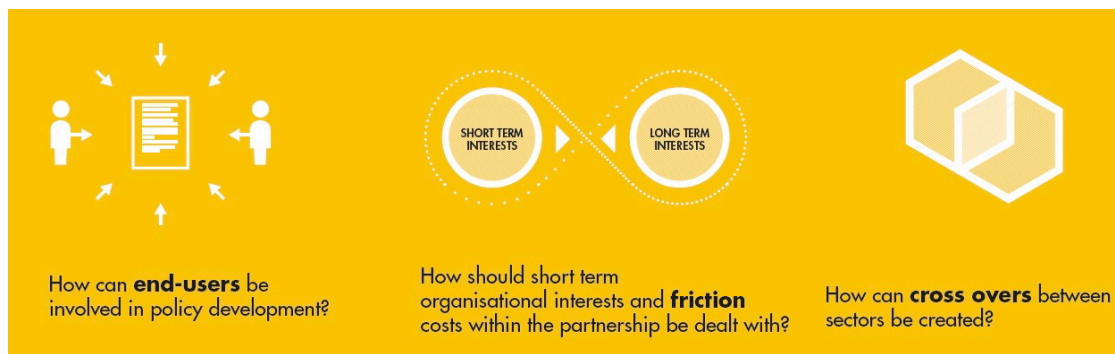 SHORT TERM
INTERESTS
LONG TERM
INTERESTS
How can end-users be
involved in policy development?
How should short term
organisational interests and friction
costs within the partnership be dealt with?
How can cross overs between
sectors be created?